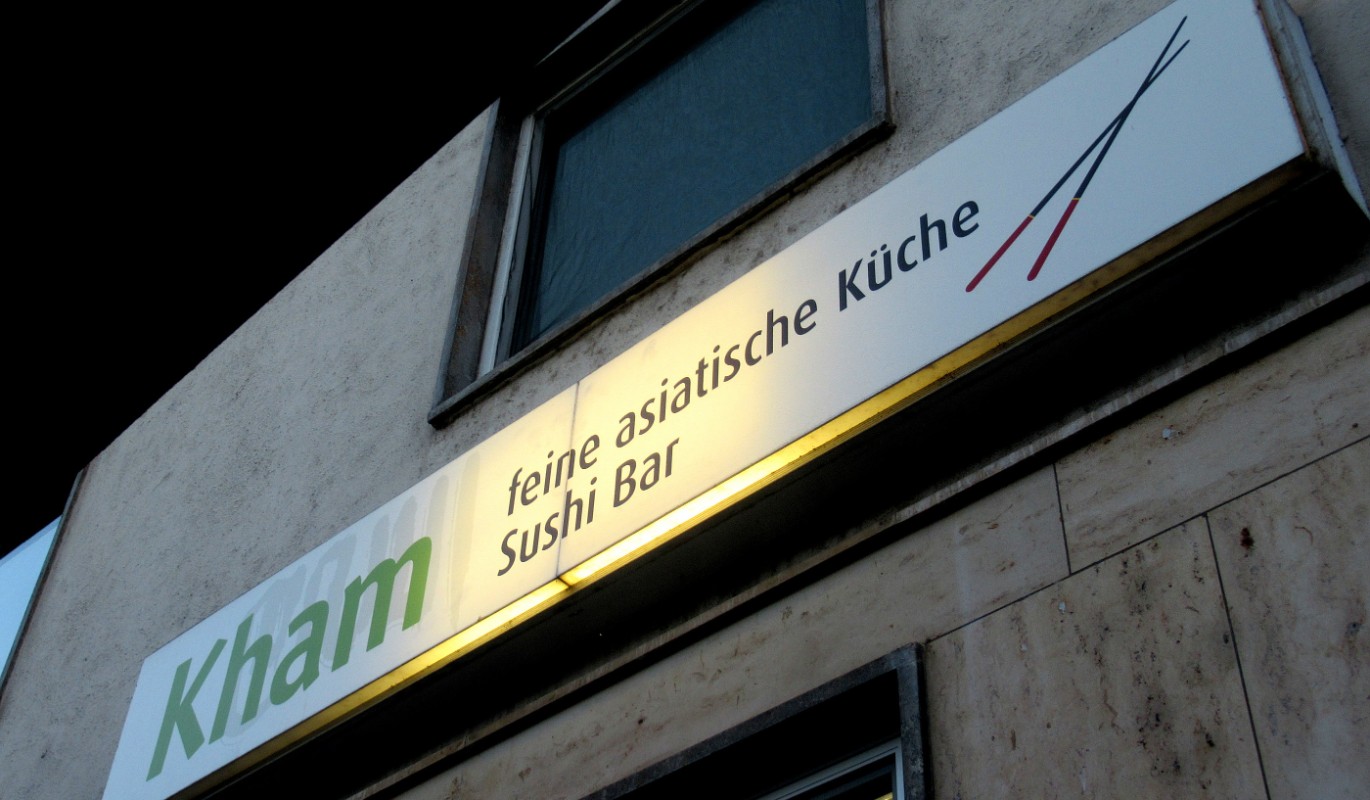 Kham
feine asiatische Küche
Sushi Bar